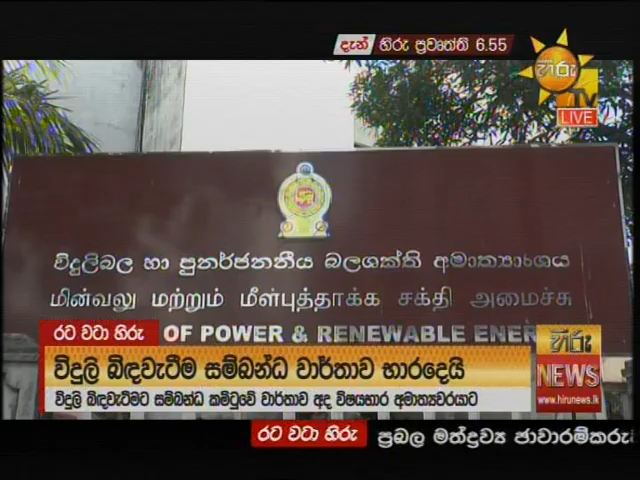 දැන් හිරු ප්‍රවෘත්ති 6.55
හිරු
TV
LIVE
විදුලිබල හා පුනර්ජනනීය බලශක්ති අමාත්‍යාංශය
மின்வலு மற்றும் மீள்புத்தாக்க சக்தி அமைச்சு
OF POWER & RENEWABLE ENER
රට වටා හිරු
විදුලි බිඳවැටීම සම්බන්ධ වාර්තාව භාරදෙයි
විදුලි බිඳවැටීමට සම්බන්ධ කමිටුවේ වාර්තාව අද විෂයභාර අමාත්‍යවරයාට
හිරු
NEWS
www.hirunews.lk
රට වටා හිරු
ප්‍රබල මත්ද්‍රව්‍ය ජාවාරම්කරු